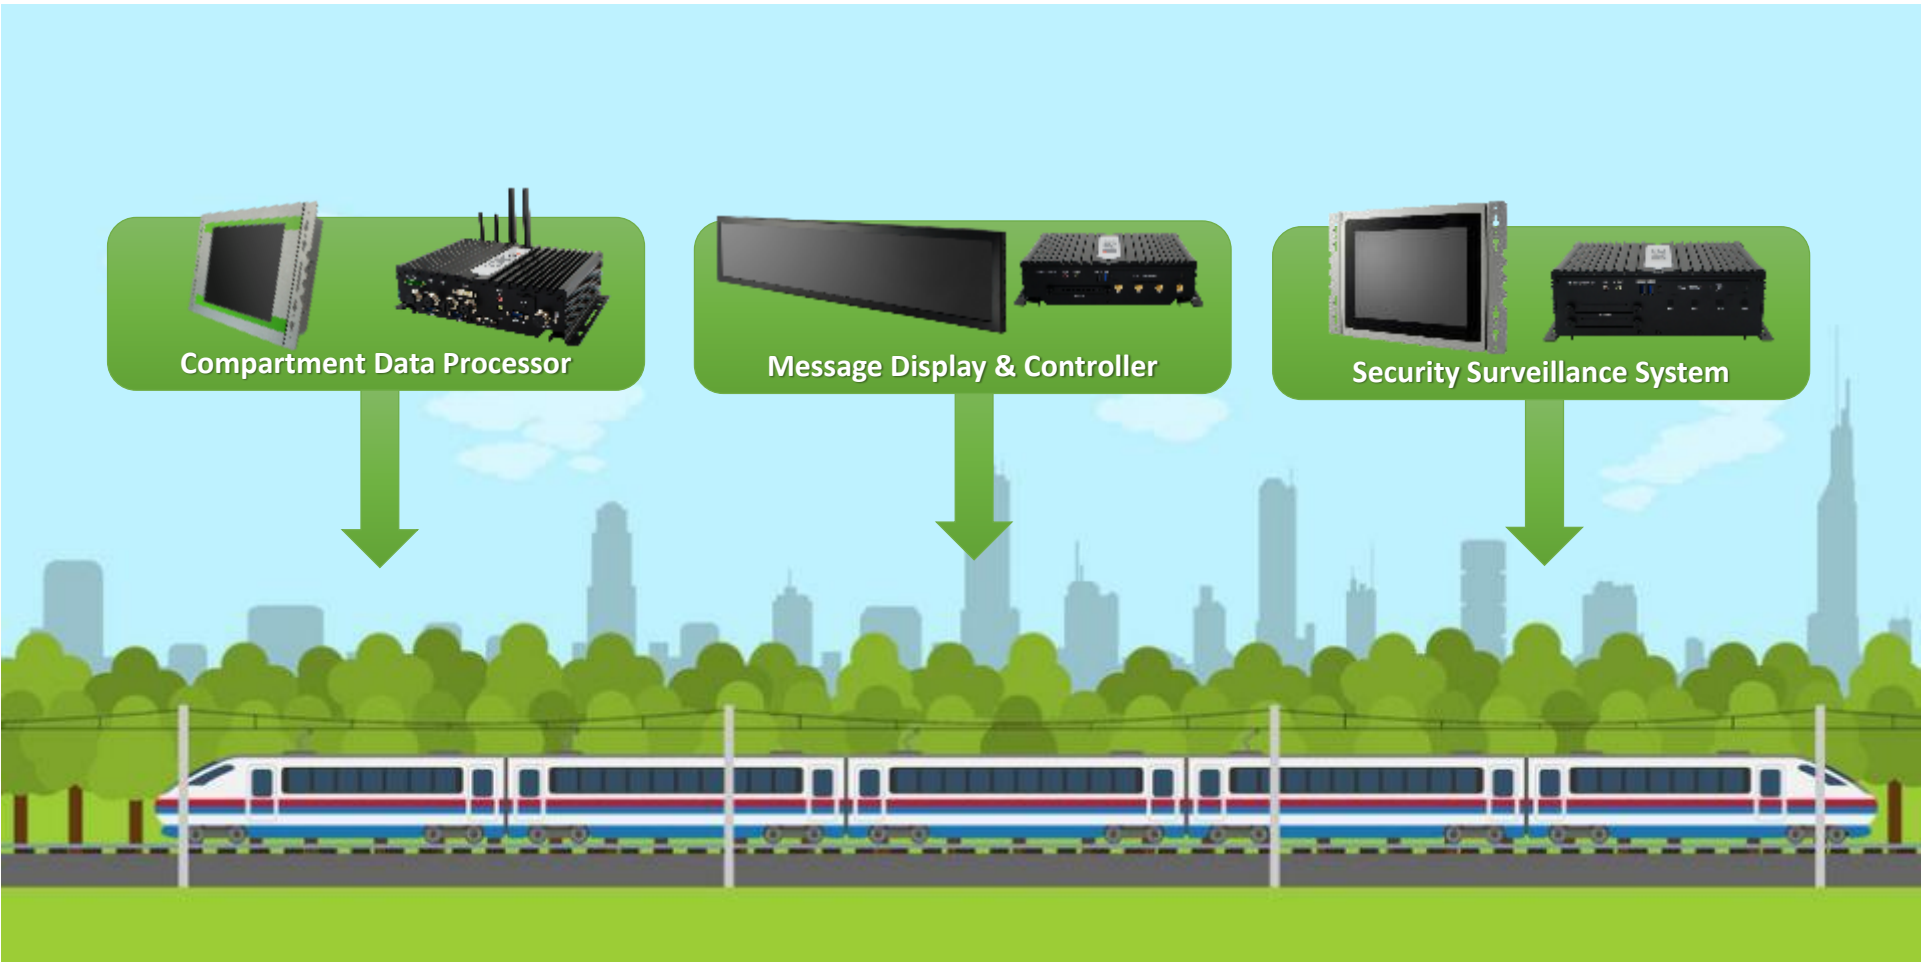 Compartment Data Processor
Message Display & Controller
Security Surveillance System